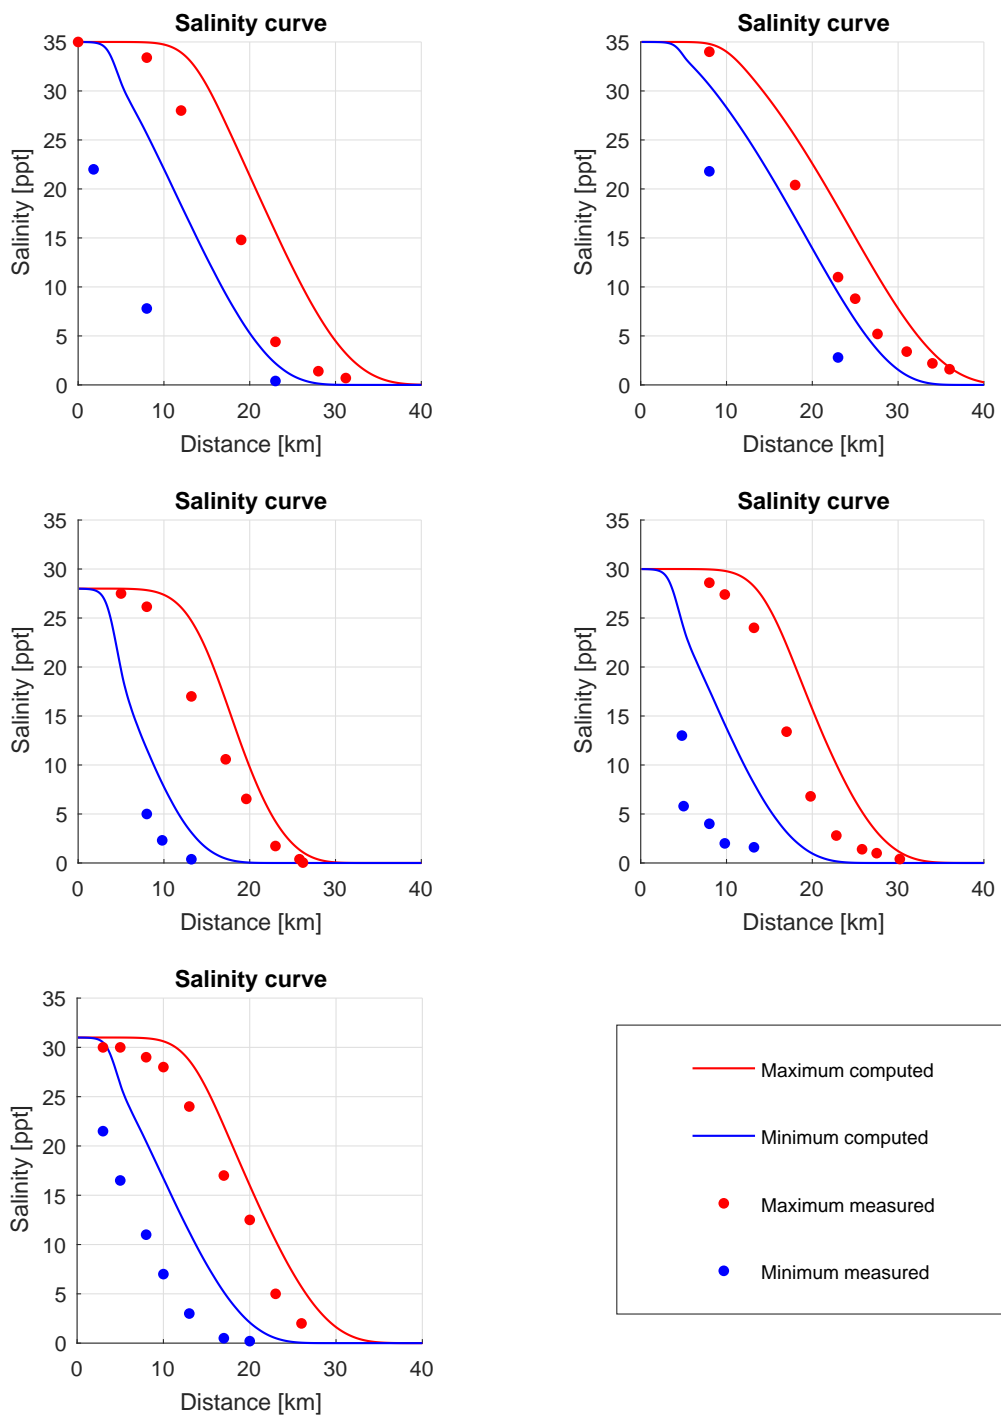 Salinity curve
35
30
25
20
15
10
5
0
Salinity [ppt]
0 10 20 30 40
Distance [km]
Salinity curve
35
30
25
20
15
10
5
0
Salinity [ppt]
0 10 20 30 40
Distance [km]
Salinity curve
35
30
25
20
15
10
5
0
Salinity [ppt]
0 10 20 30 40
Distance [km]
Salinity curve
35
30
25
20
15
10
5
0
Salinity [ppt]
0 10 20 30 40
Distance [km]
Salinity curve
35
30
25
20
15
10
5
0
Salinity [ppt]
0 10 20 30 40
Distance [km]
Maximum computed
Minimum computed
Maximum measured
Minimum measured